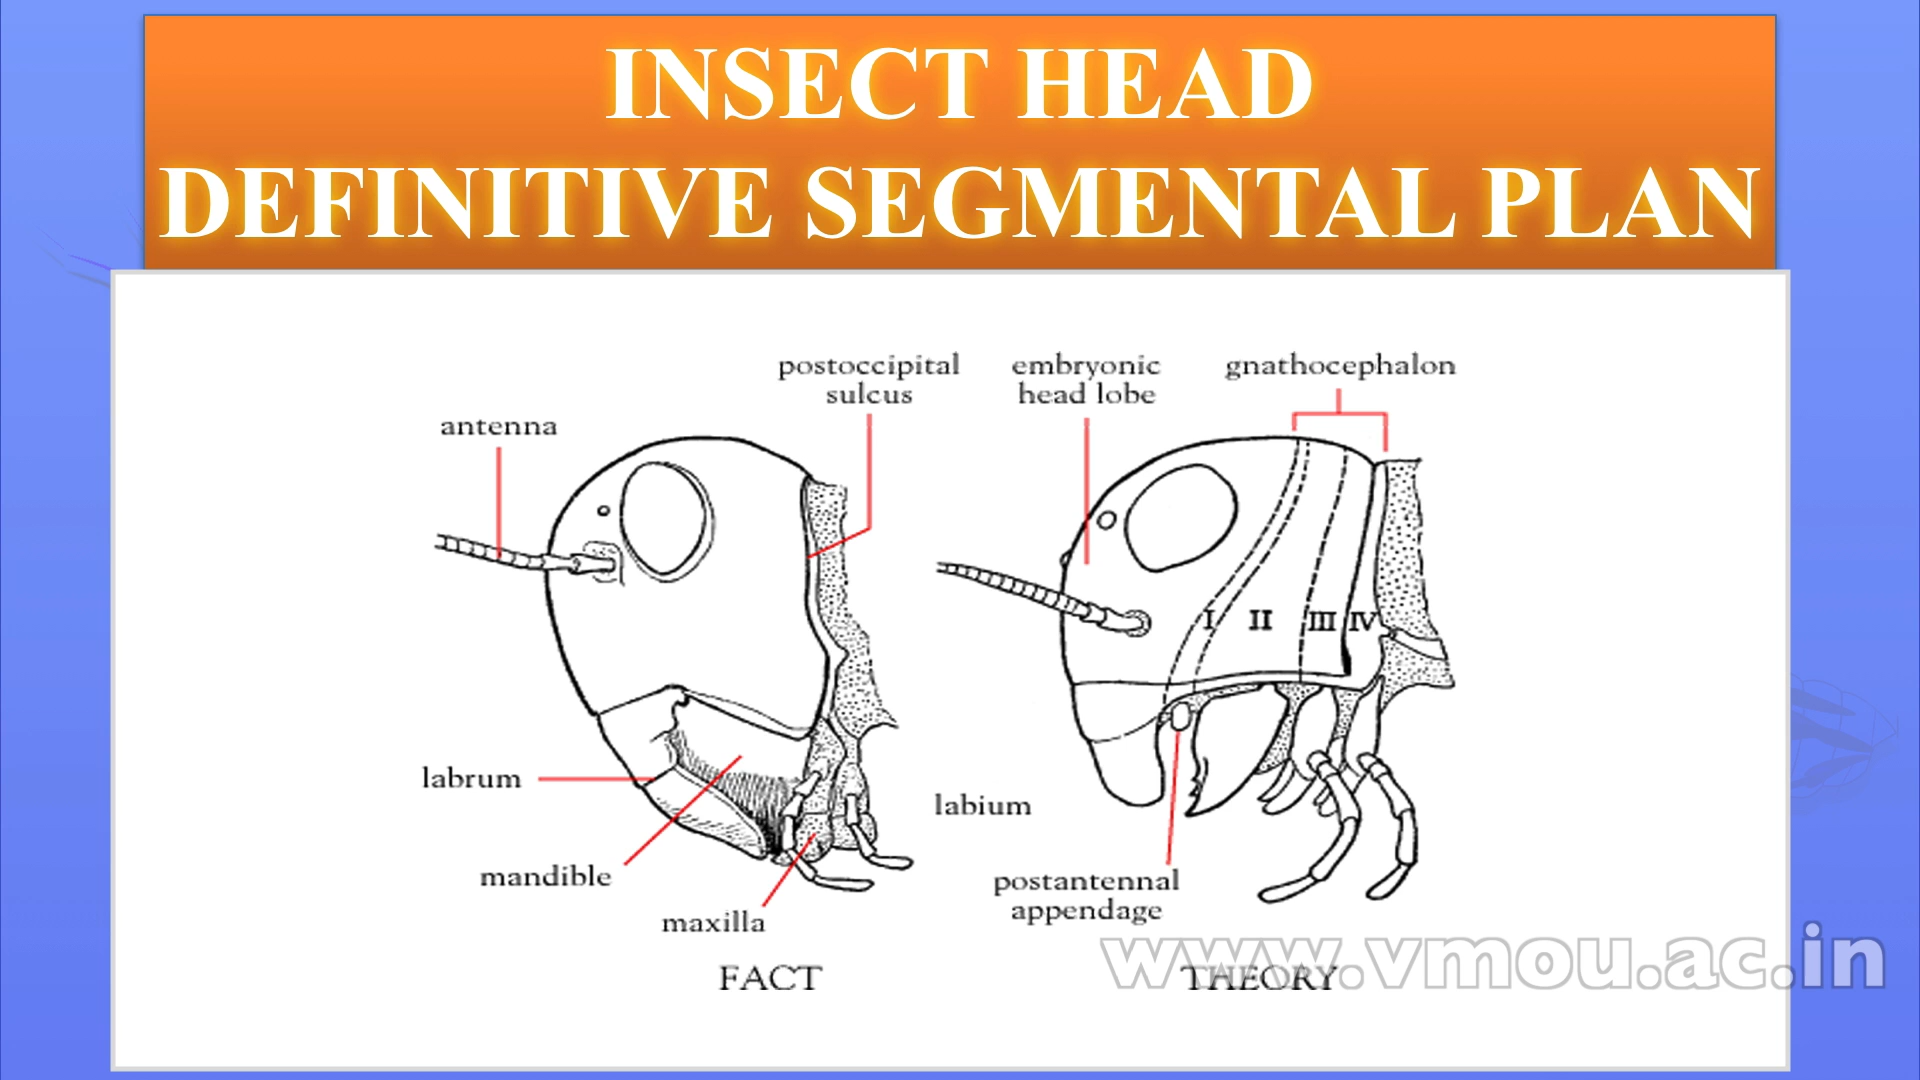 INSECT HEAD
DEFINITIVE SEGMENTAL PLAN
postoccipital
sulcus
embryonic
head lobe
gnathocephalon
antenna
I II III IV
labrum
labium
mandible
postantennal
appendage
maxilla
FACT
THEORY
www.vmou.ac.in